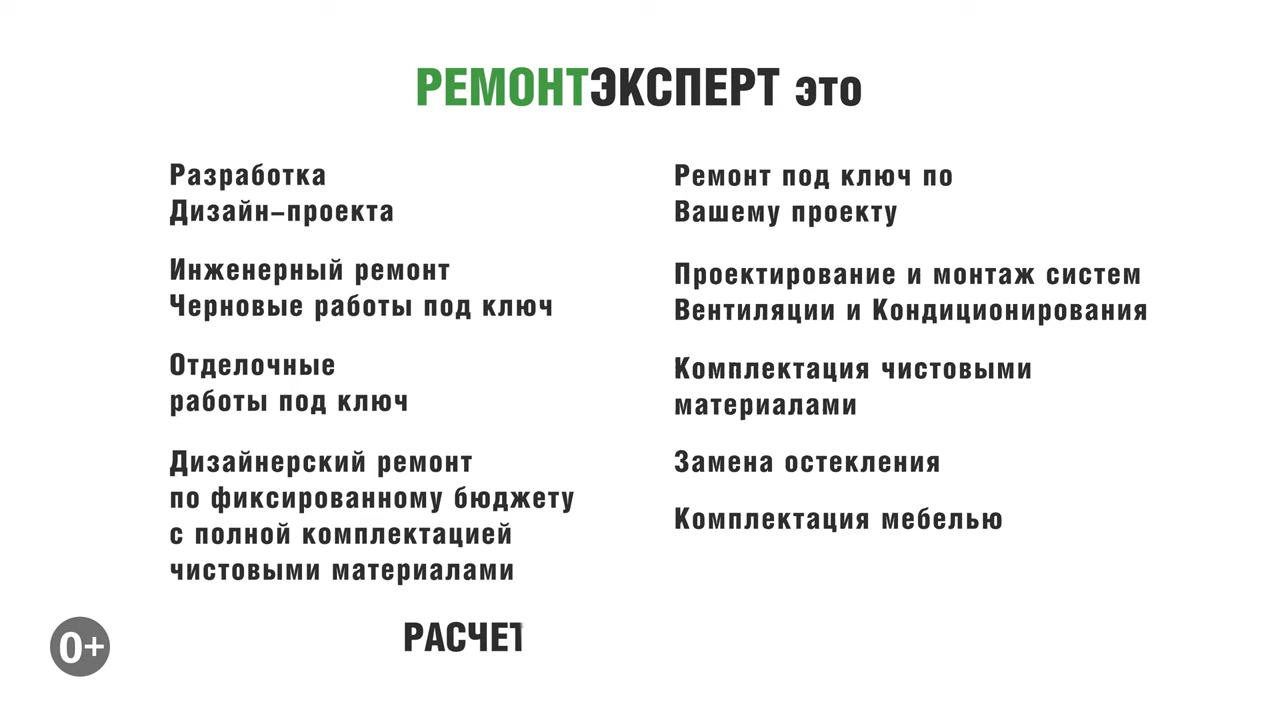 РЕМОНТЭКСПЕРТ это
Разработка
Дизайн-проекта
Инженерный ремонт
Черновые работы под ключ
Отделочные
работы под ключ
Дизайнерский ремонт
по фиксированному бюджету
с полной комплектацией
чистовыми материалами
Ремонт под ключ по
Вашему проекту
Проектирование и монтаж систем
Вентиляции и Кондиционирования
Комплектация чистовыми
материалами
Замена остекления
Комплектация мебелью
РАСЧЕТ
0+